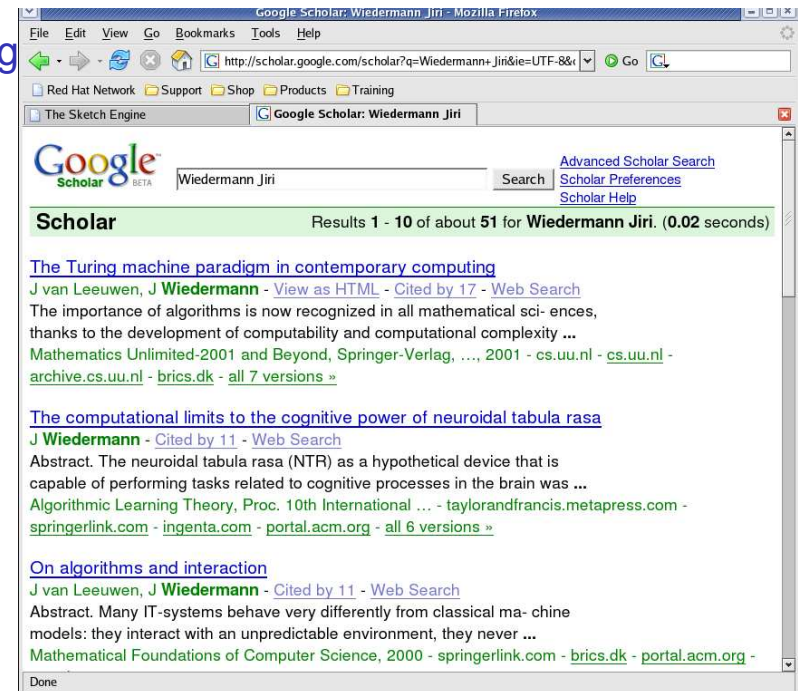 g
Google Scholar: Wiedermann Jiri - Mozilla Firefox
File Edit View Go Bookmarks Tools Help
http://scholar.google.com/scholar?q=Wiedermann+Jiri&ie=UTF-8& Go G
Red Hat Network Support Shop Products Training
The Sketch Engine Google Scholar: Wiedermann Jiri
Google
Scholar BETA
Wiedermann Jiri Search
Advanced Scholar Search
Scholar Preferences
Scholar Help
Scholar Results 1 - 10 of about 51 for Wiedermann Jiri. (0.02 seconds)
The Turing machine paradigm in contemporary computing
J van Leeuwen, J Wiedermann - View as HTML - Cited by 17 - Web Search
The importance of algorithms is now recognized in all mathematical sci- ences,
thanks to the development of computability and computational complexity ...
Mathematics Unlimited-2001 and Beyond, Springer-Verlag, ..., 2001 - cs.uu.nl - cs.uu.nl -
archive.cs.uu.nl - brics.dk - all 7 versions »
The computational limits to the cognitive power of neuroidal tabula rasa
J Wiedermann - Cited by 11 - Web Search
Abstract. The neuroidal tabula rasa (NTR) as a hypothetical device that is
capable of performing tasks related to cognitive processes in the brain was ...
Algorithmic Learning Theory, Proc. 10th International ... - taylorandfrancis.metapress.com -
springerlink.com - ingenta.com - portal.acm.org - all 6 versions »
On algorithms and interaction
J van Leeuwen, J Wiedermann - Cited by 11 - Web Search
Abstract. Many IT-systems behave very differently from classical ma- chine
models: they interact with an unpredictable environment, they never ...
Mathematical Foundations of Computer Science, 2000 - springerlink.com - brics.dk - portal.acm.org -
Done